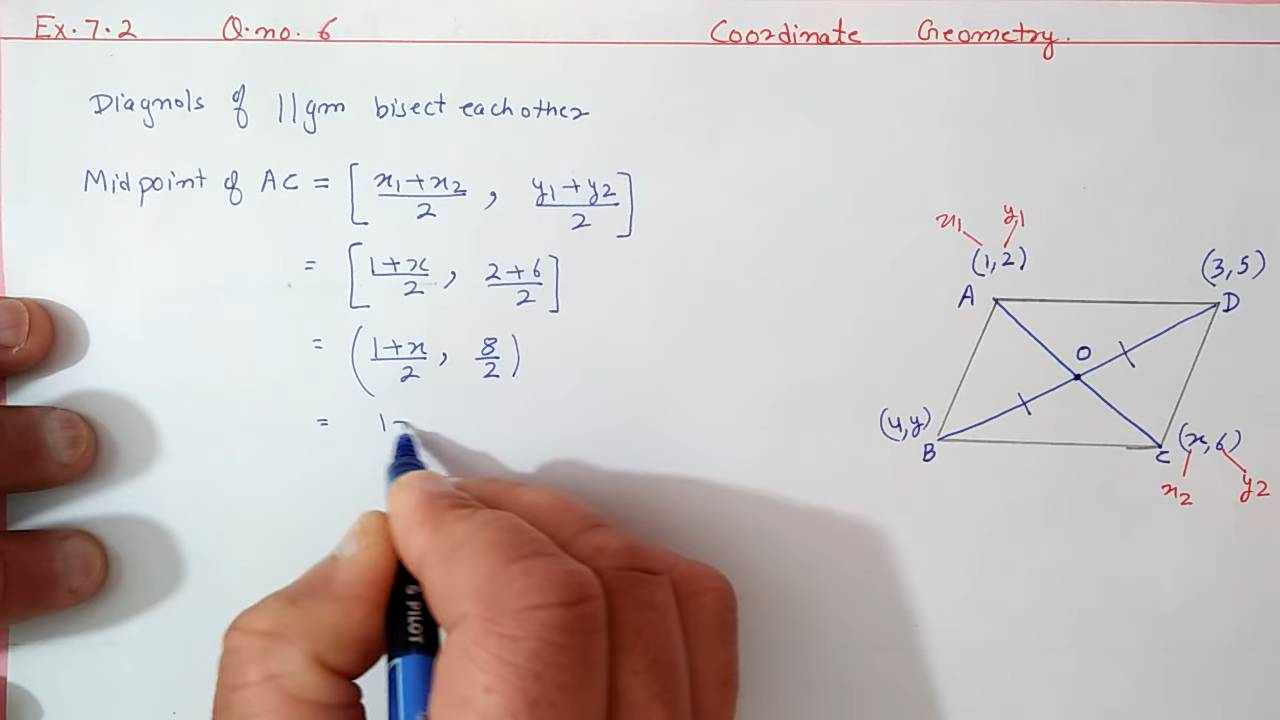 Ex. 7.2 Q.no. 6 Coordinate Geometry.
Diagnols of ||gm bisect eachother
Midpoint of AC = [ x1+x2/2 , y1+y2/2 ]
= [ 1+x/2 , 2+6/2 ]
= ( 1+x/2 , 8/2 )
= 1-
x1 y1
(1,2) (3,5)
A D
O
(4,y) (x,6)
B C
x2 y2
G PILOT